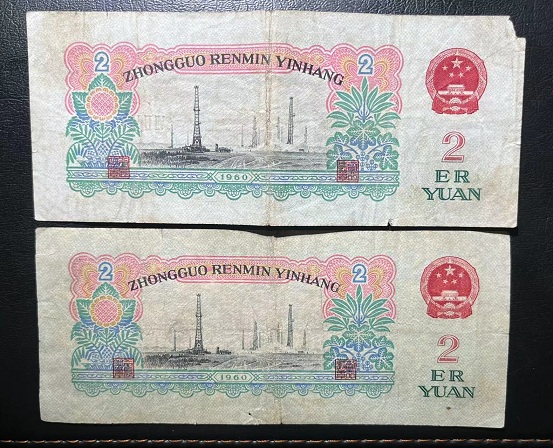 2 ZHONGGUO RENMIN YINHANG 2
2
ER
YUAN
1960
2 ZHONGGUO RENMIN YINHANG 2
2
ER
YUAN
1960